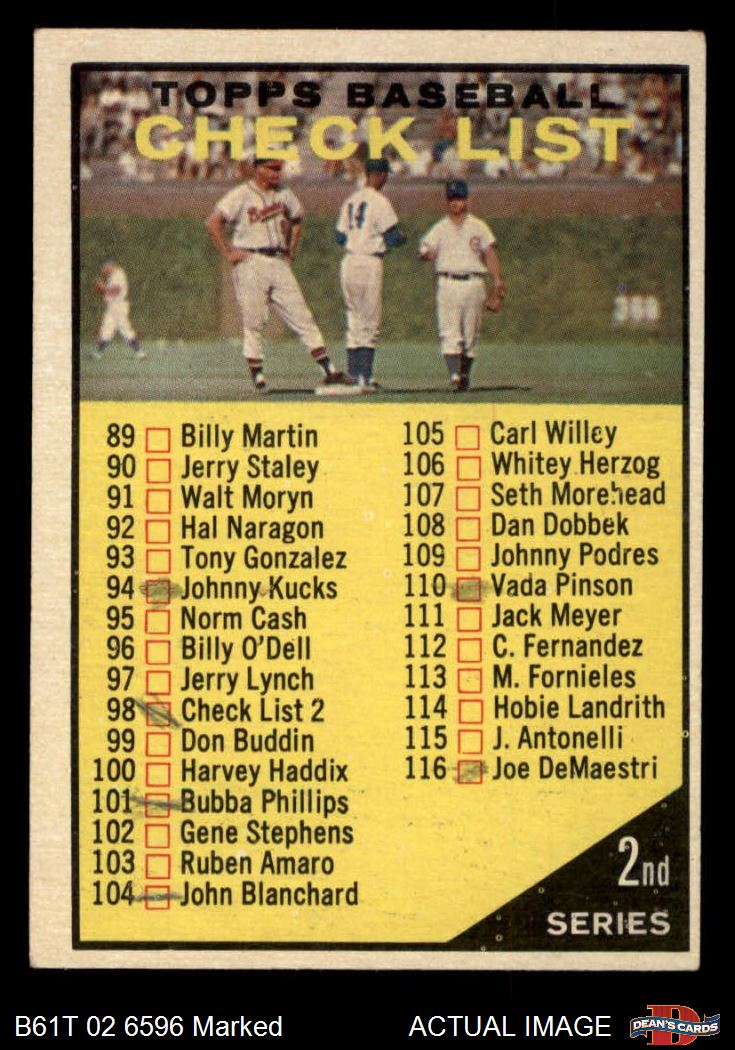 TOPPS BASEBALL
CHECK LIST
Braves
14
368
89 Billy Martin
90 Jerry Staley
91 Walt Moryn
92 Hal Naragon
93 Tony Gonzalez
94 Johnny Kucks
95 Norm Cash
96 Billy O'Dell
97 Jerry Lynch
98 Check List 2
99 Don Buddin
100 Harvey Haddix
101 Bubba Phillips
102 Gene Stephens
103 Ruben Amaro
104 John Blanchard
105 Carl Willey
106 Whitey Herzog
107 Seth Morehead
108 Dan Dobbek
109 Johnny Podres
110 Vada Pinson
111 Jack Meyer
112 C. Fernandez
113 M. Fornieles
114 Hobie Landrith
115 J. Antonelli
116 Joe DeMaestri
2nd
SERIES
B61T 02 6596 Marked
ACTUAL IMAGE
DEAN'S CARDS